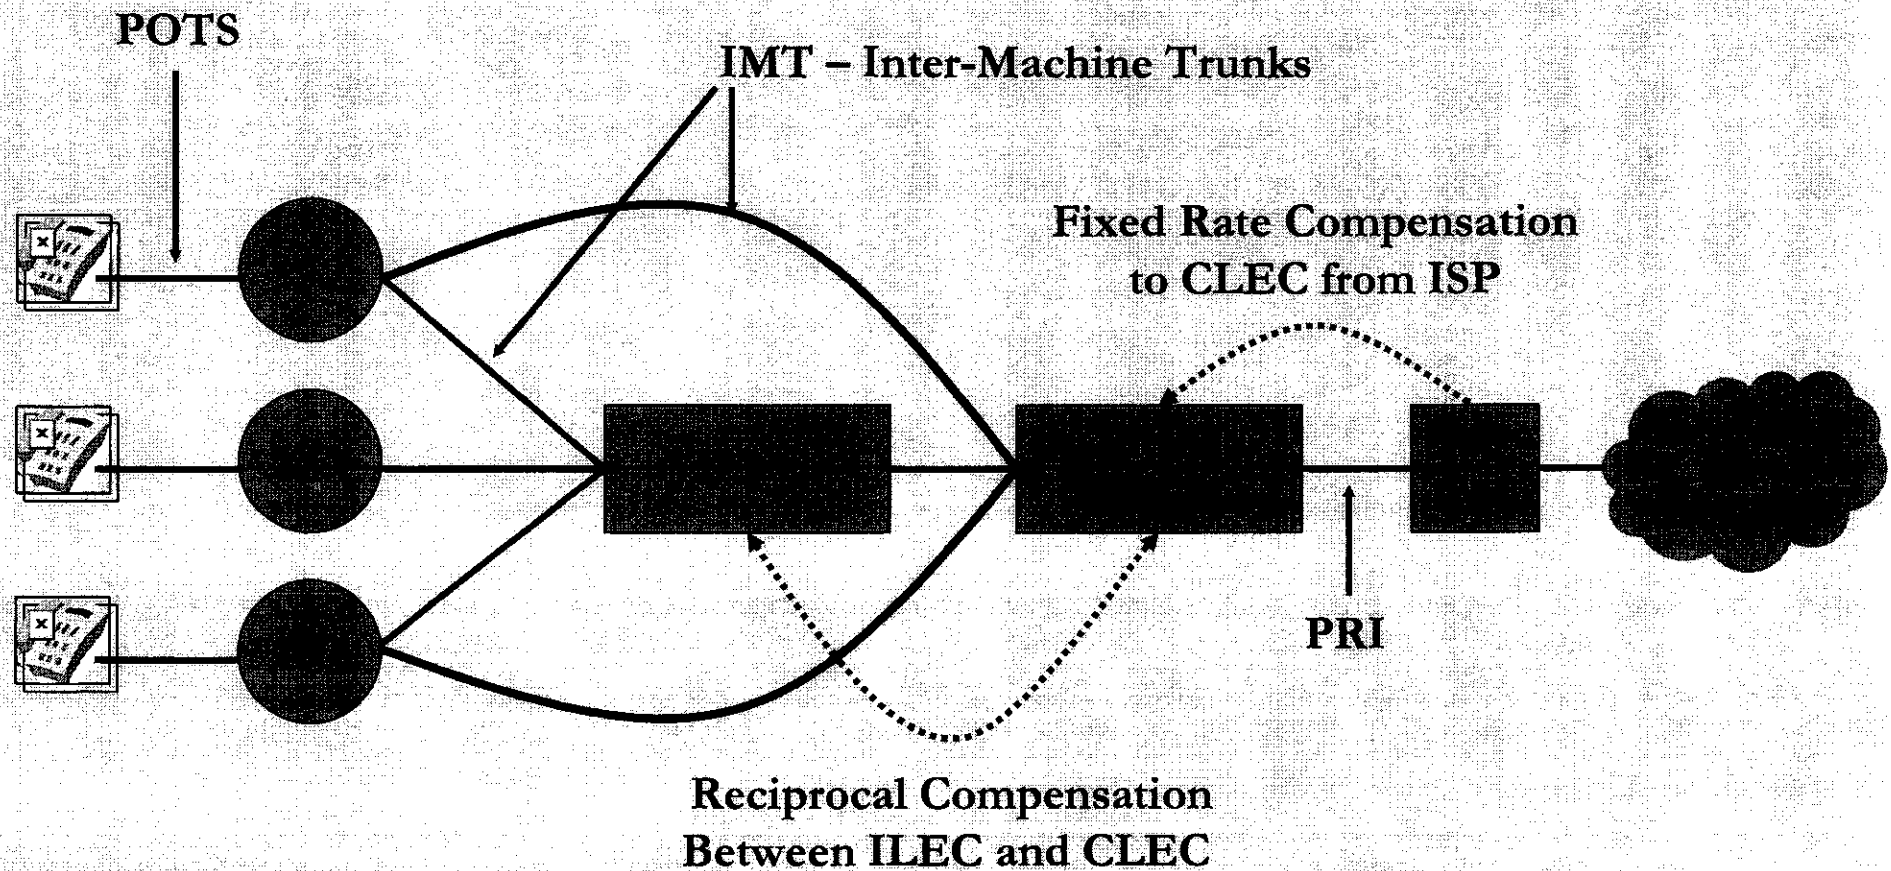 POTS
IMT – Inter-Machine Trunks
Fixed Rate Compensation
to CLEC from ISP
PRI
Reciprocal Compensation
Between ILEC and CLEC